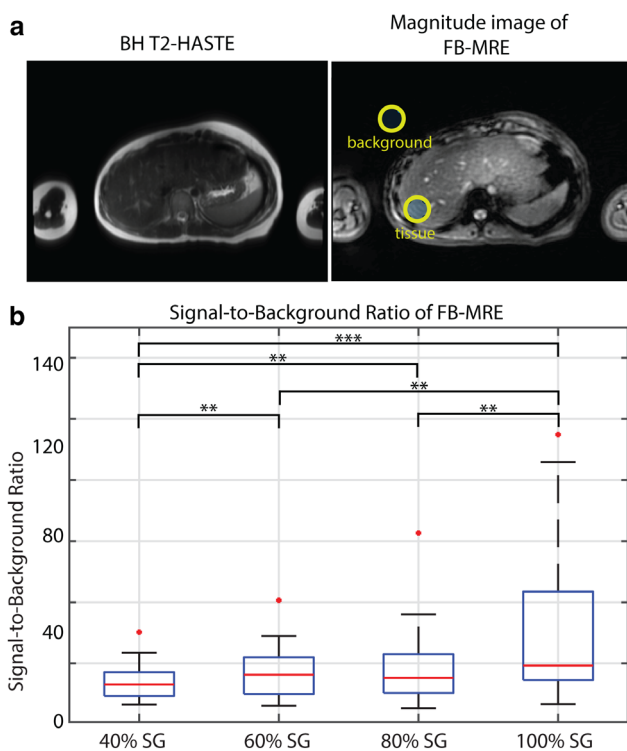 a
BH T2-HASTE
Magnitude image of
FB-MRE
background
tissue
b
Signal-to-Background Ratio of FB-MRE
Signal-to-Background Ratio
140
120
80
40
0
***
**
**
**
**
40% SG
60% SG
80% SG
100% SG